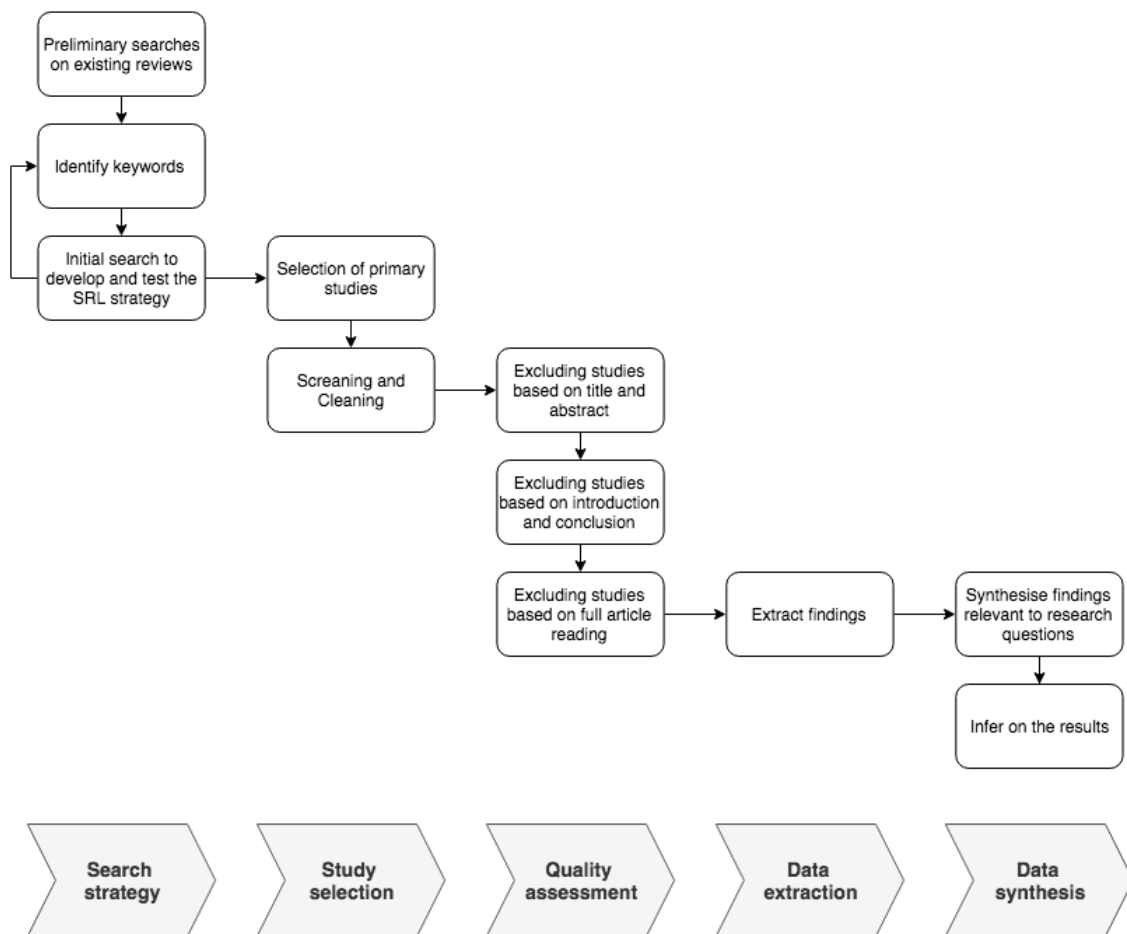 Preliminary searches
on existing reviews
Identify keywords
Initial search to
develop and test the
SRL strategy
Selection of primary
studies
Screaning and
Cleaning
Excluding studies
based on title and
abstract
Excluding studies
based on introduction
and conclusion
Excluding studies
based on full article
reading
Extract findings
Synthesise findings
relevant to research
questions
Infer on the results
Search
strategy
Study
selection
Quality
assessment
Data
extraction
Data
synthesis